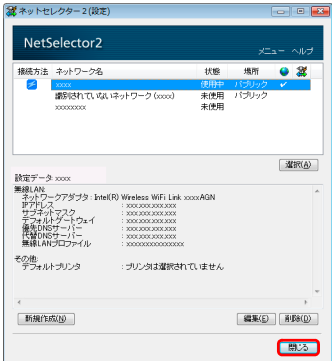 ネットセレクター2(設定)
NetSelector2
メニュー ヘルプ
接続方法 ネットワーク名 状態 場所
xxxx 使用中 パブリック
識別されていないネットワーク(xxxx) 未使用 パブリック
xxxxxxxx 未使用
選択(A)
設定データ: xxxx
無線LAN:
ネットワークアダプタ : Intel(R) Wireless WiFi Link xxxxAGN
IPアドレス : xxx.xxx.xxx.xxx
サブネットマスク : xxx.xxx.xxx.xxx
デフォルトゲートウェイ : xxx.xxx.xxx.xxx
優先DNSサーバー : xxx.xxx.xxx.xxx
代替DNSサーバー : xxx.xxx.xxx.xxx
無線LANプロファイル : xxxxxxxxxxxxxxx
その他:
デフォルトプリンタ : プリンタは選択されていません
新規作成(N) 編集(E) 削除(D)
閉じる